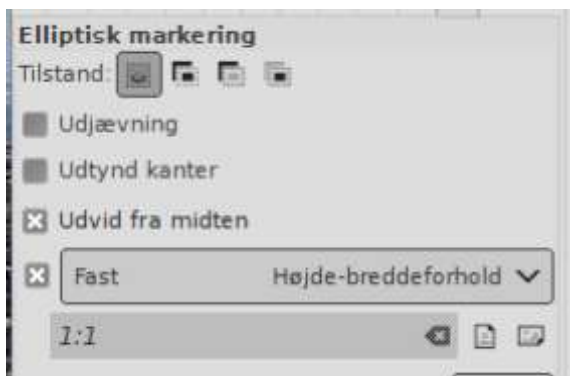 Elliptisk markering
Tilstand:
Udjævning
Udtynd kanter
Udvid fra midten
Fast Højde-breddeforhold
1:1